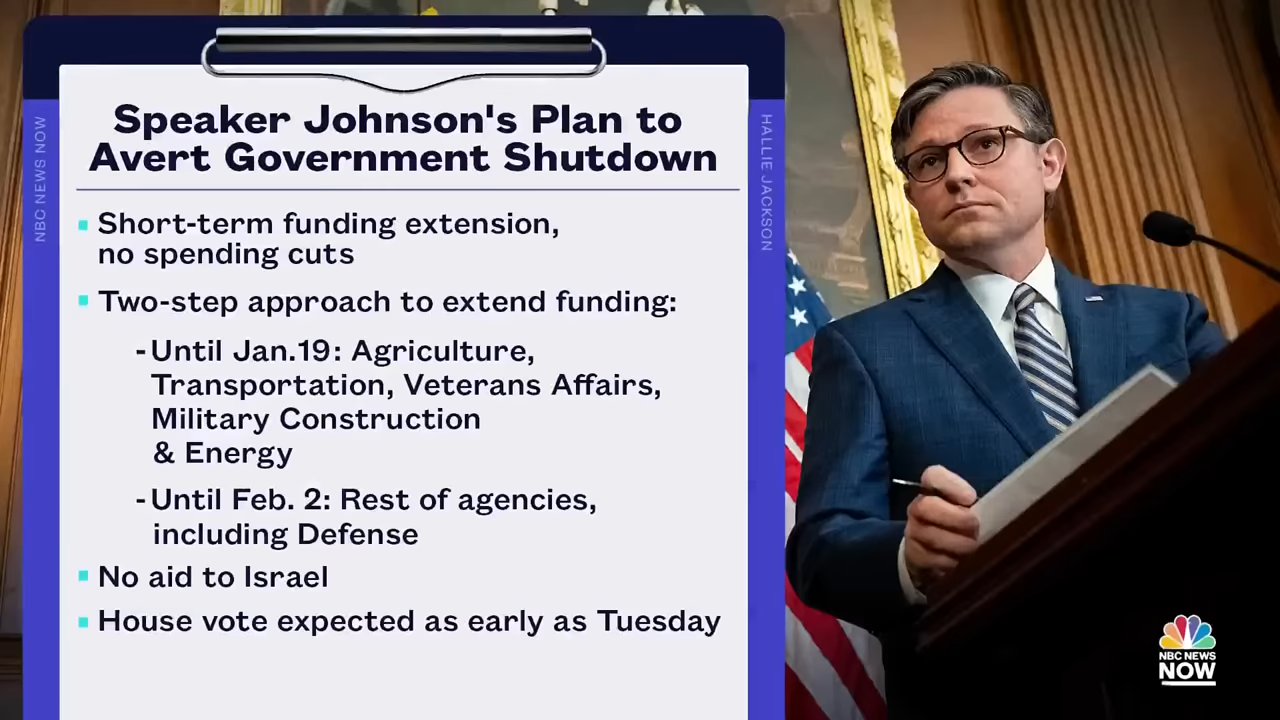 Speaker Johnson's Plan to
Avert Government Shutdown
NBC NEWS NOW
HALLIE JACKSON
Short-term funding extension,
no spending cuts
Two-step approach to extend funding:
-Until Jan.19: Agriculture,
Transportation, Veterans Affairs,
Military Construction
& Energy
-Until Feb. 2: Rest of agencies,
including Defense
No aid to Israel
House vote expected as early as Tuesday
NBC NEWS
NOW